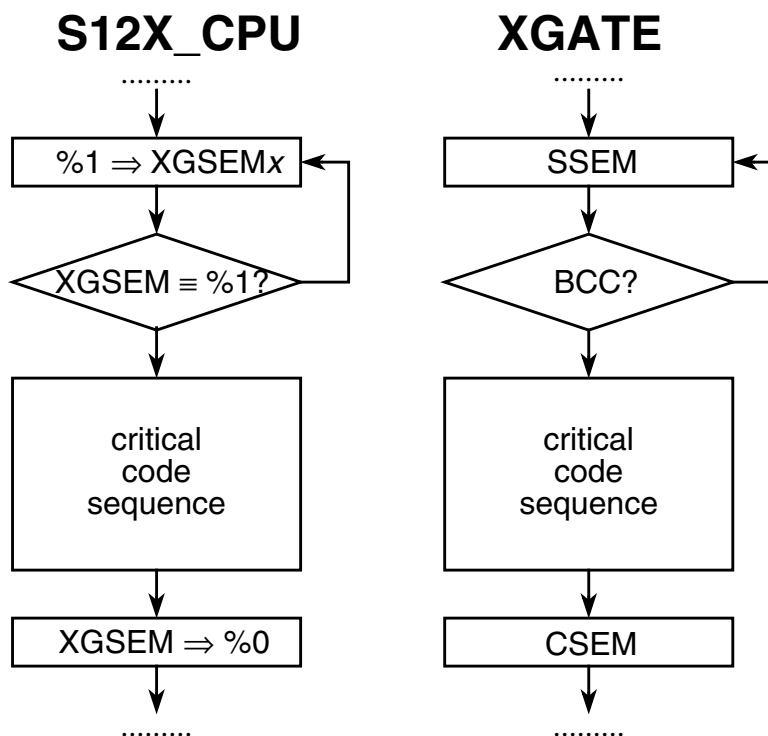 S12X_CPU
.........
%1 ⇒ XGSEMx
XGSEM ≡ %1?
critical
code
sequence
XGSEM ⇒ %0
.........
XGATE
.........
SSEM
BCC?
critical
code
sequence
CSEM
.........